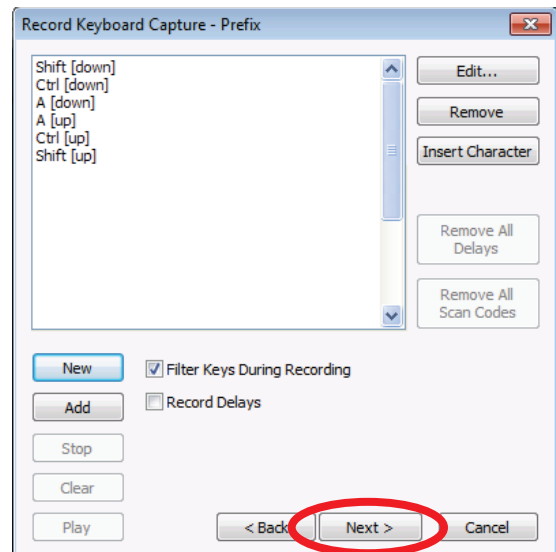 Record Keyboard Capture - Prefix
Shift [down]
Ctrl [down]
A [down]
A [up]
Ctrl [up]
Shift [up]
Edit...
Remove
Insert Character
Remove All
Delays
Remove All
Scan Codes
New
Filter Keys During Recording
Add
Record Delays
Stop
Clear
Play
< Back
Next >
Cancel